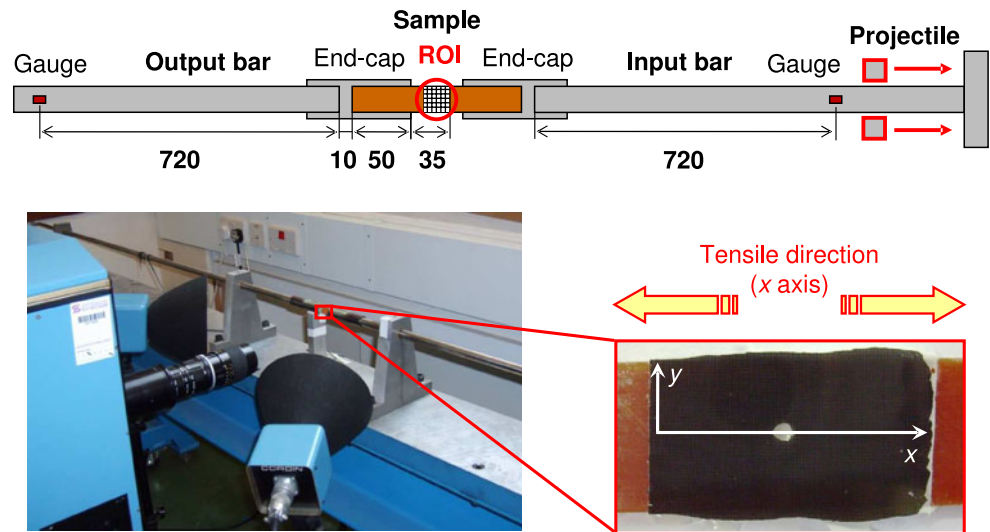 Sample
Projectile
Gauge
Output bar
End-cap
ROI
End-cap
Input bar
Gauge
720
10
50
35
720
Tensile direction
(x axis)
CORDIN
y
x